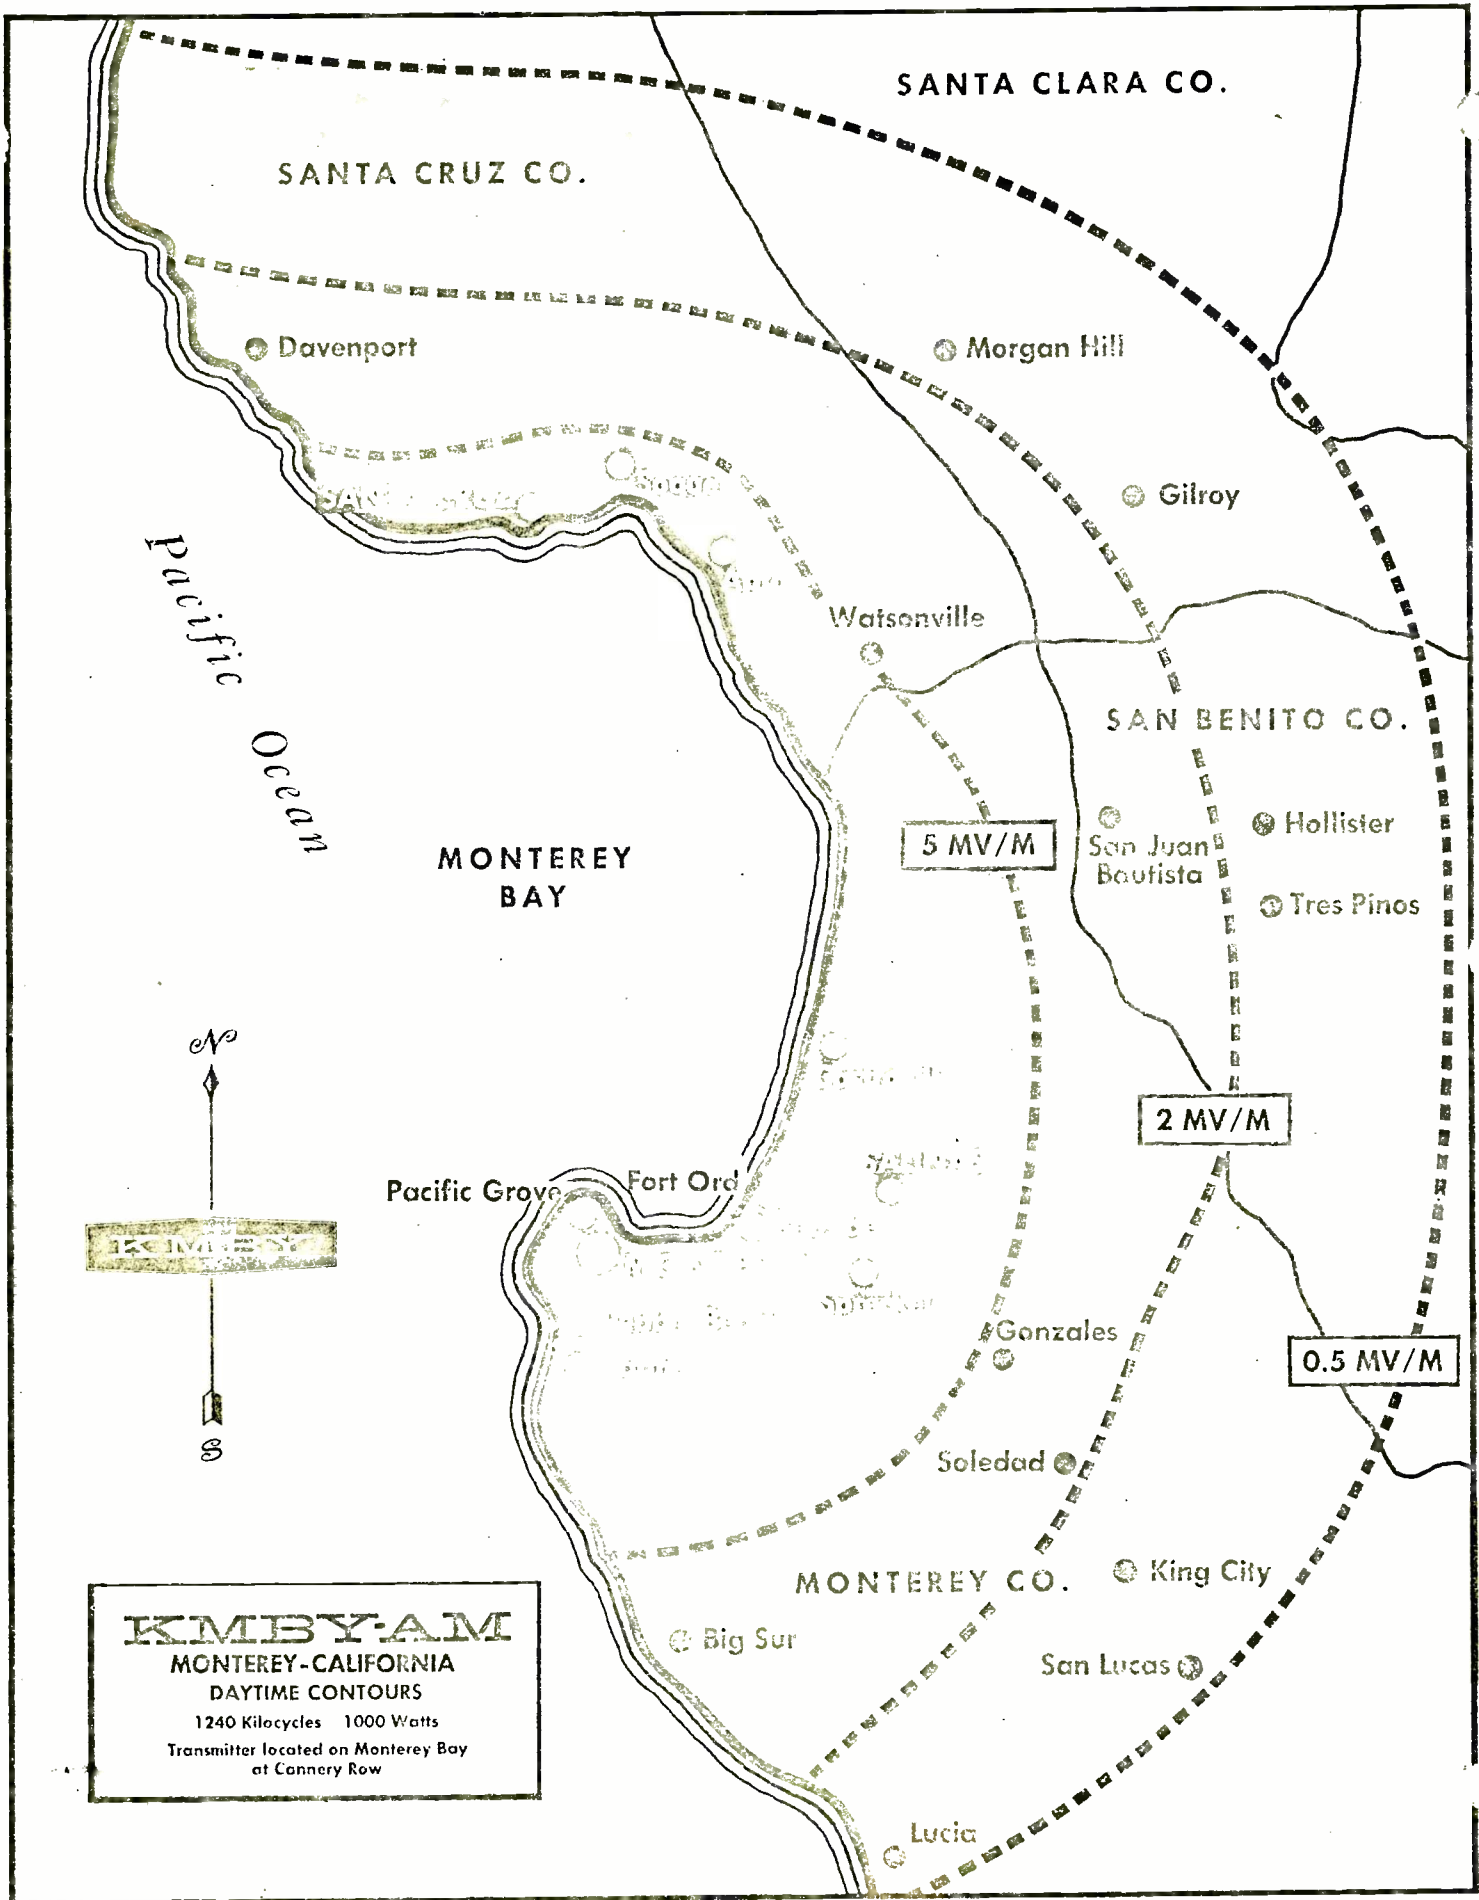 SANTA CLARA CO.
SANTA CRUZ CO.
Davenport
Morgan Hill
Gilroy
Pacific
Ocean
Watsonville
SAN BENITO CO.
MONTEREY
BAY
5 MV/M
San Juan
Bautista
Hollister
Tres Pinos
N
2 MV/M
Pacific Grove
Fort Ord
KMBY
Gonzales
0.5 MV/M
S
Soledad
MONTEREY CO.
King City
Big Sur
San Lucas
KMBY-AM
MONTEREY-CALIFORNIA
DAYTIME CONTOURS
1240 Kilocycles 1000 Watts
Transmitter located on Monterey Bay
at Cannery Row
Lucia